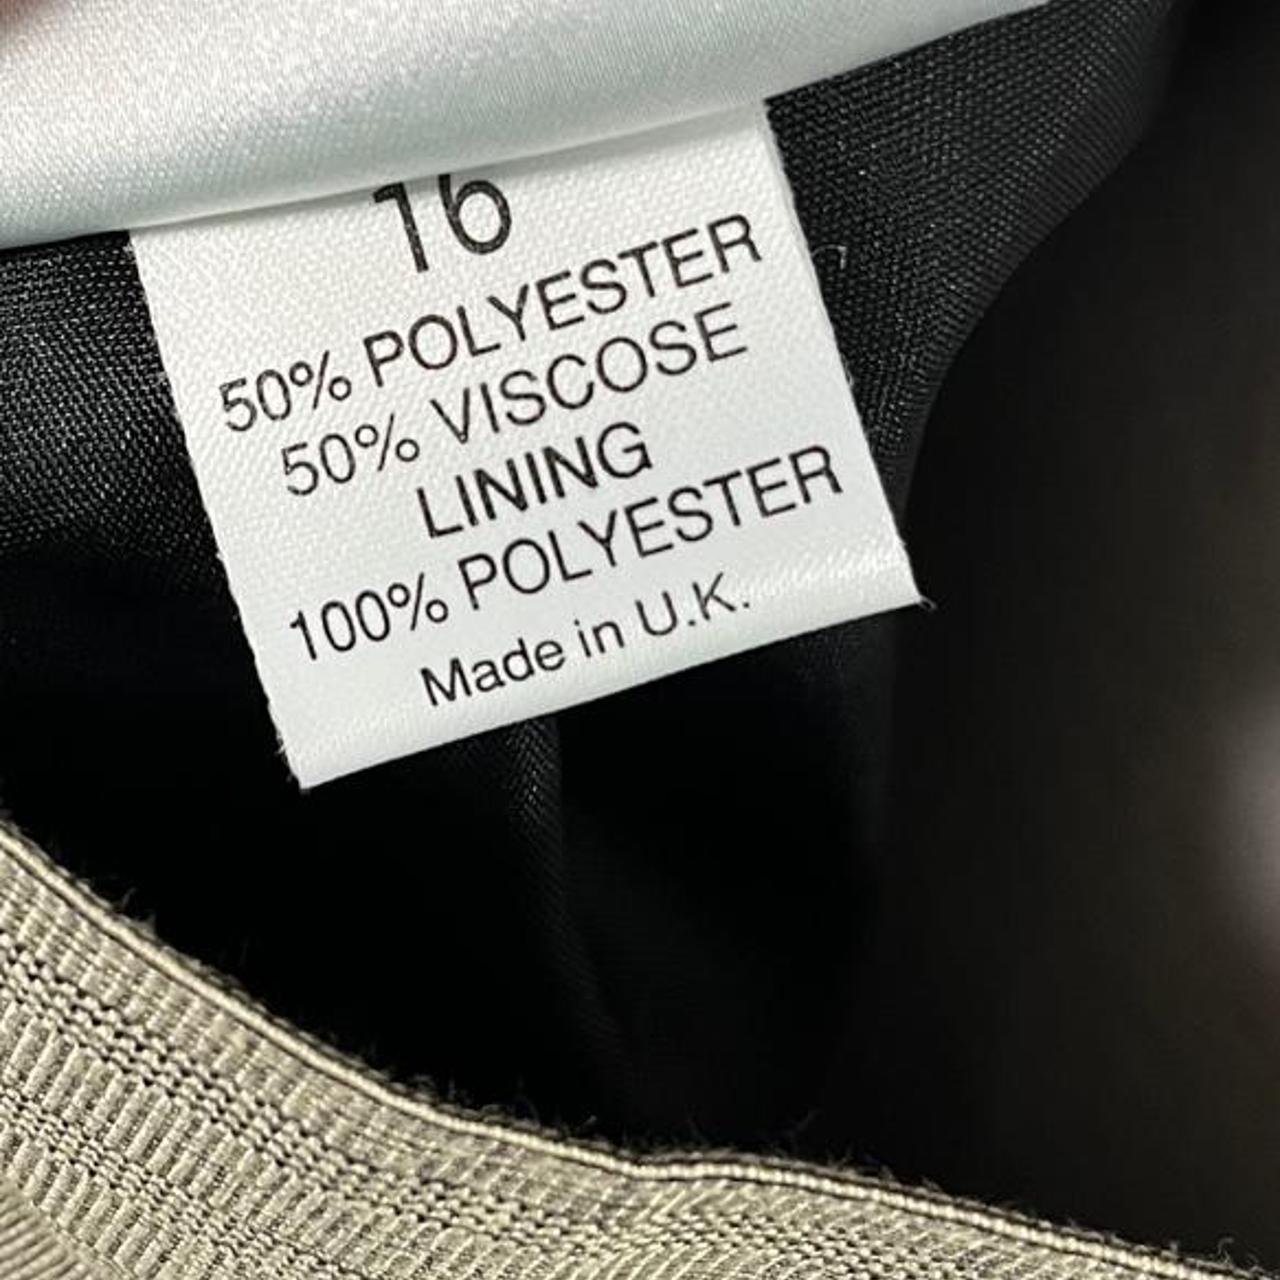 16
50% POLYESTER
50% VISCOSE
LINING
100% POLYESTER
Made in U.K.